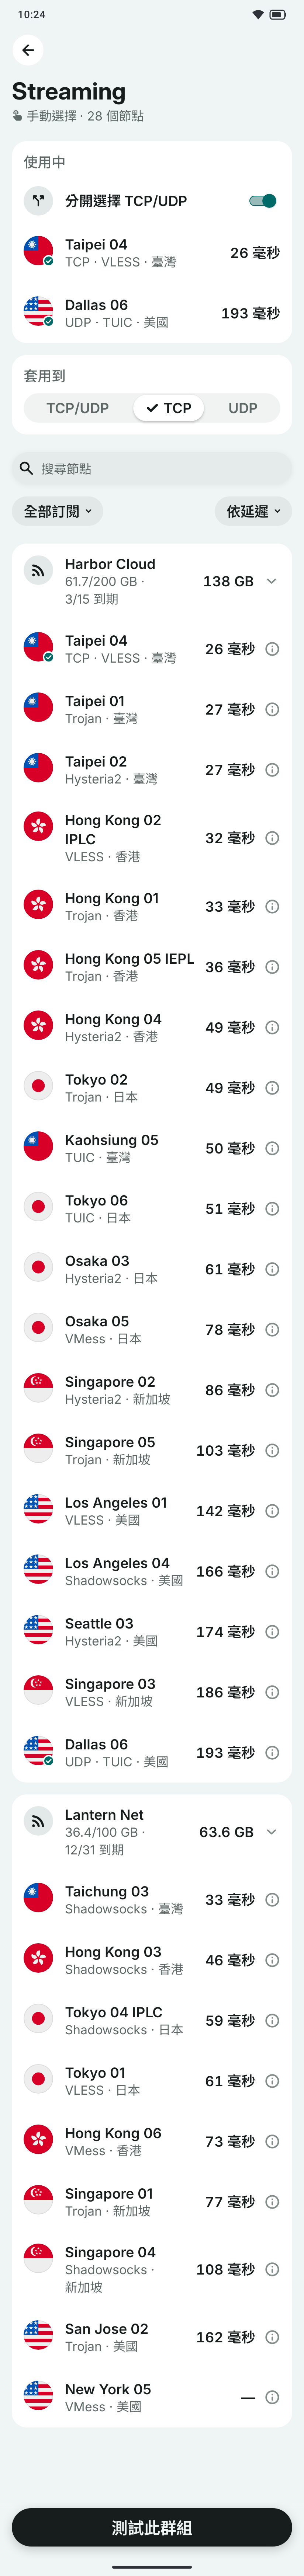 10:24
Streaming
手動選擇 · 28 個節點
使用中
分開選擇 TCP/UDP
Taipei 04
TCP · VLESS · 臺灣
26 毫秒
Dallas 06
UDP · TUIC · 美國
193 毫秒
套用到
TCP/UDP
TCP
UDP
搜尋節點
全部訂閱
依延遲
Harbor Cloud
61.7/200 GB ·
3/15 到期
138 GB
Taipei 04
TCP · VLESS · 臺灣
26 毫秒
Taipei 01
Trojan · 臺灣
27 毫秒
Taipei 02
Hysteria2 · 臺灣
27 毫秒
Hong Kong 02
IPLC
VLESS · 香港
32 毫秒
Hong Kong 01
Trojan · 香港
33 毫秒
Hong Kong 05 IEPL
Trojan · 香港
36 毫秒
Hong Kong 04
Hysteria2 · 香港
49 毫秒
Tokyo 02
Trojan · 日本
49 毫秒
Kaohsiung 05
TUIC · 臺灣
50 毫秒
Tokyo 06
TUIC · 日本
51 毫秒
Osaka 03
Hysteria2 · 日本
61 毫秒
Osaka 05
VMess · 日本
78 毫秒
Singapore 02
Hysteria2 · 新加坡
86 毫秒
Singapore 05
Trojan · 新加坡
103 毫秒
Los Angeles 01
VLESS · 美國
142 毫秒
Los Angeles 04
Shadowsocks · 美國
166 毫秒
Seattle 03
Hysteria2 · 美國
174 毫秒
Singapore 03
VLESS · 新加坡
186 毫秒
Dallas 06
UDP · TUIC · 美國
193 毫秒
Lantern Net
36.4/100 GB ·
12/31 到期
63.6 GB
Taichung 03
Shadowsocks · 臺灣
33 毫秒
Hong Kong 03
Shadowsocks · 香港
46 毫秒
Tokyo 04 IPLC
Shadowsocks · 日本
59 毫秒
Tokyo 01
VLESS · 日本
61 毫秒
Hong Kong 06
VMess · 香港
73 毫秒
Singapore 01
Trojan · 新加坡
77 毫秒
Singapore 04
Shadowsocks ·
新加坡
108 毫秒
San Jose 02
Trojan · 美國
162 毫秒
New York 05
VMess · 美國
—
測試此群組